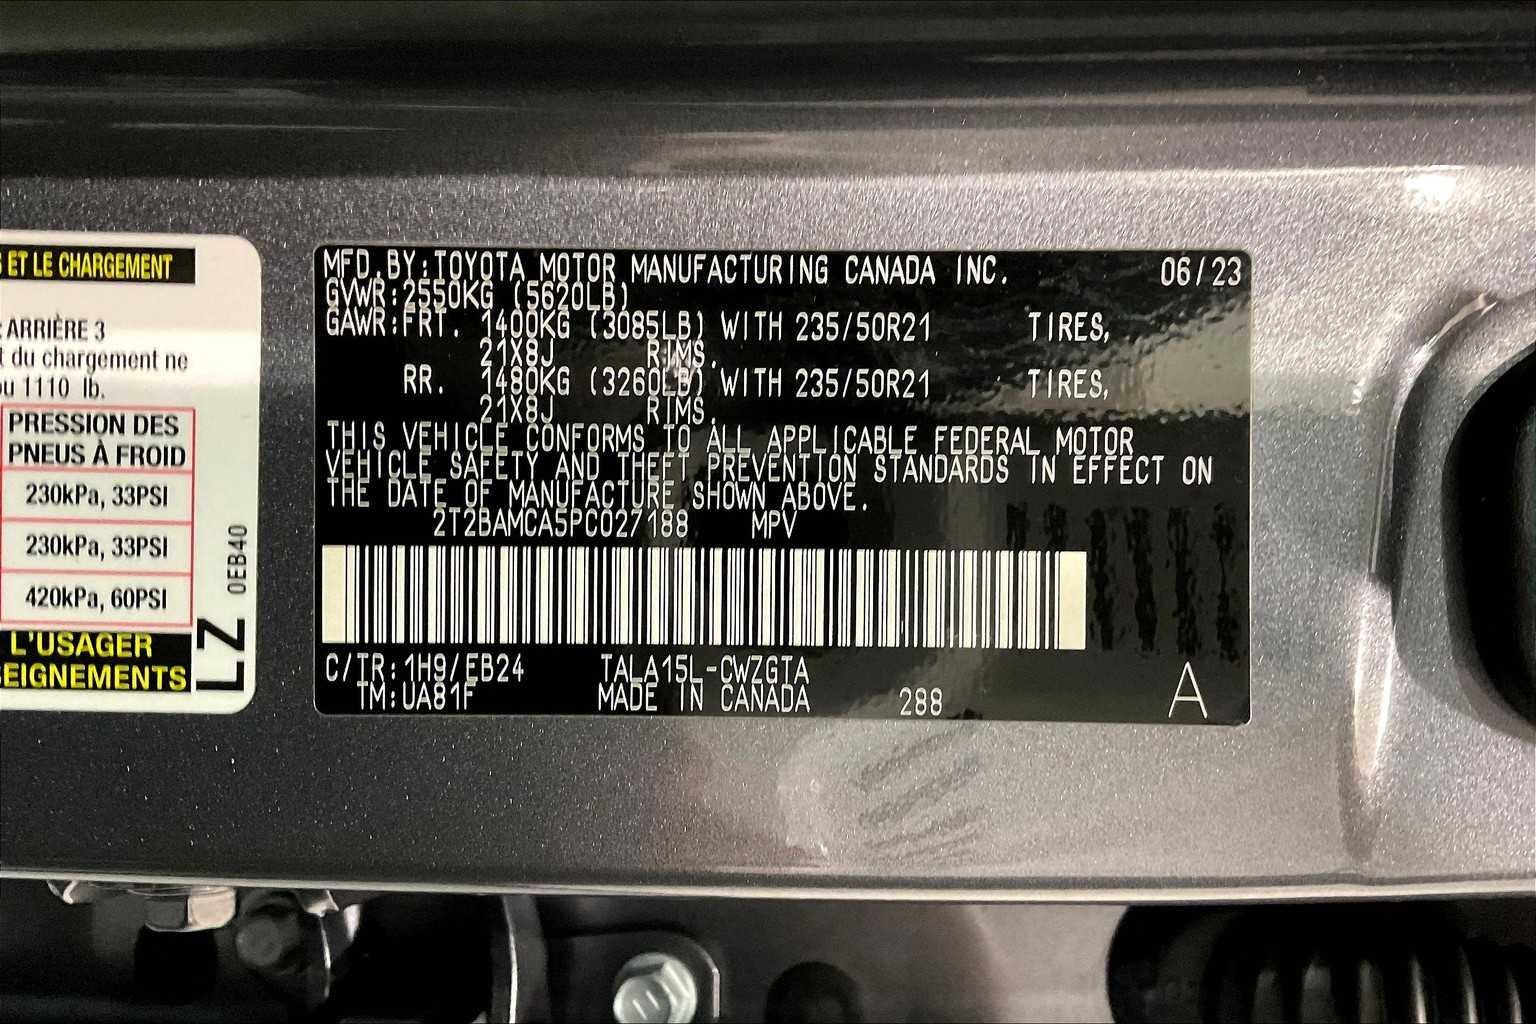 ET LE CHARGEMENT
ARRIÈRE 3
du chargement ne
1110 lb.
PRESSION DES
PNEUS À FROID
230kPa, 33PSI
230kPa, 33PSI
420kPa, 60PSI
L'USAGER
LZ 0EB40
MFD.BY:TOYOTA MOTOR MANUFACTURING CANADA INC. 06/23
GVWR:2550KG (5620LB)
GAWR:FRT. 1400KG (3085LB) WITH 235/50R21 TIRES,
21X8J RIMS.
RR. 1480KG (3260LB) WITH 235/50R21 TIRES,
21X8J RIMS.
THIS VEHICLE CONFORMS TO ALL APPLICABLE FEDERAL MOTOR
VEHICLE SAFETY AND THEFT PREVENTION STANDARDS IN EFFECT ON
THE DATE OF MANUFACTURE SHOWN ABOVE.
2T2BAMCA5PC027188 MPV
C/TR:1H9/EB24 TALA15L-CWZGTA
TM:UA81F MADE IN CANADA 288 A